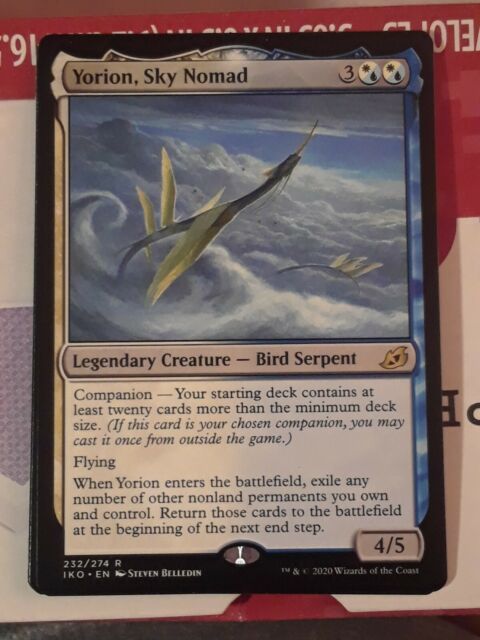 Yorion, Sky Nomad 3
Legendary Creature — Bird Serpent
Companion — Your starting deck contains at
least twenty cards more than the minimum deck
size. (If this card is your chosen companion, you may
cast it once from outside the game.)
Flying
When Yorion enters the battlefield, exile any
number of other nonland permanents you own
and control. Return those cards to the battlefield
at the beginning of the next end step.
4/5
232/274 R
IKO • EN Steven Belledin
™ & © 2020 Wizards of the Coast